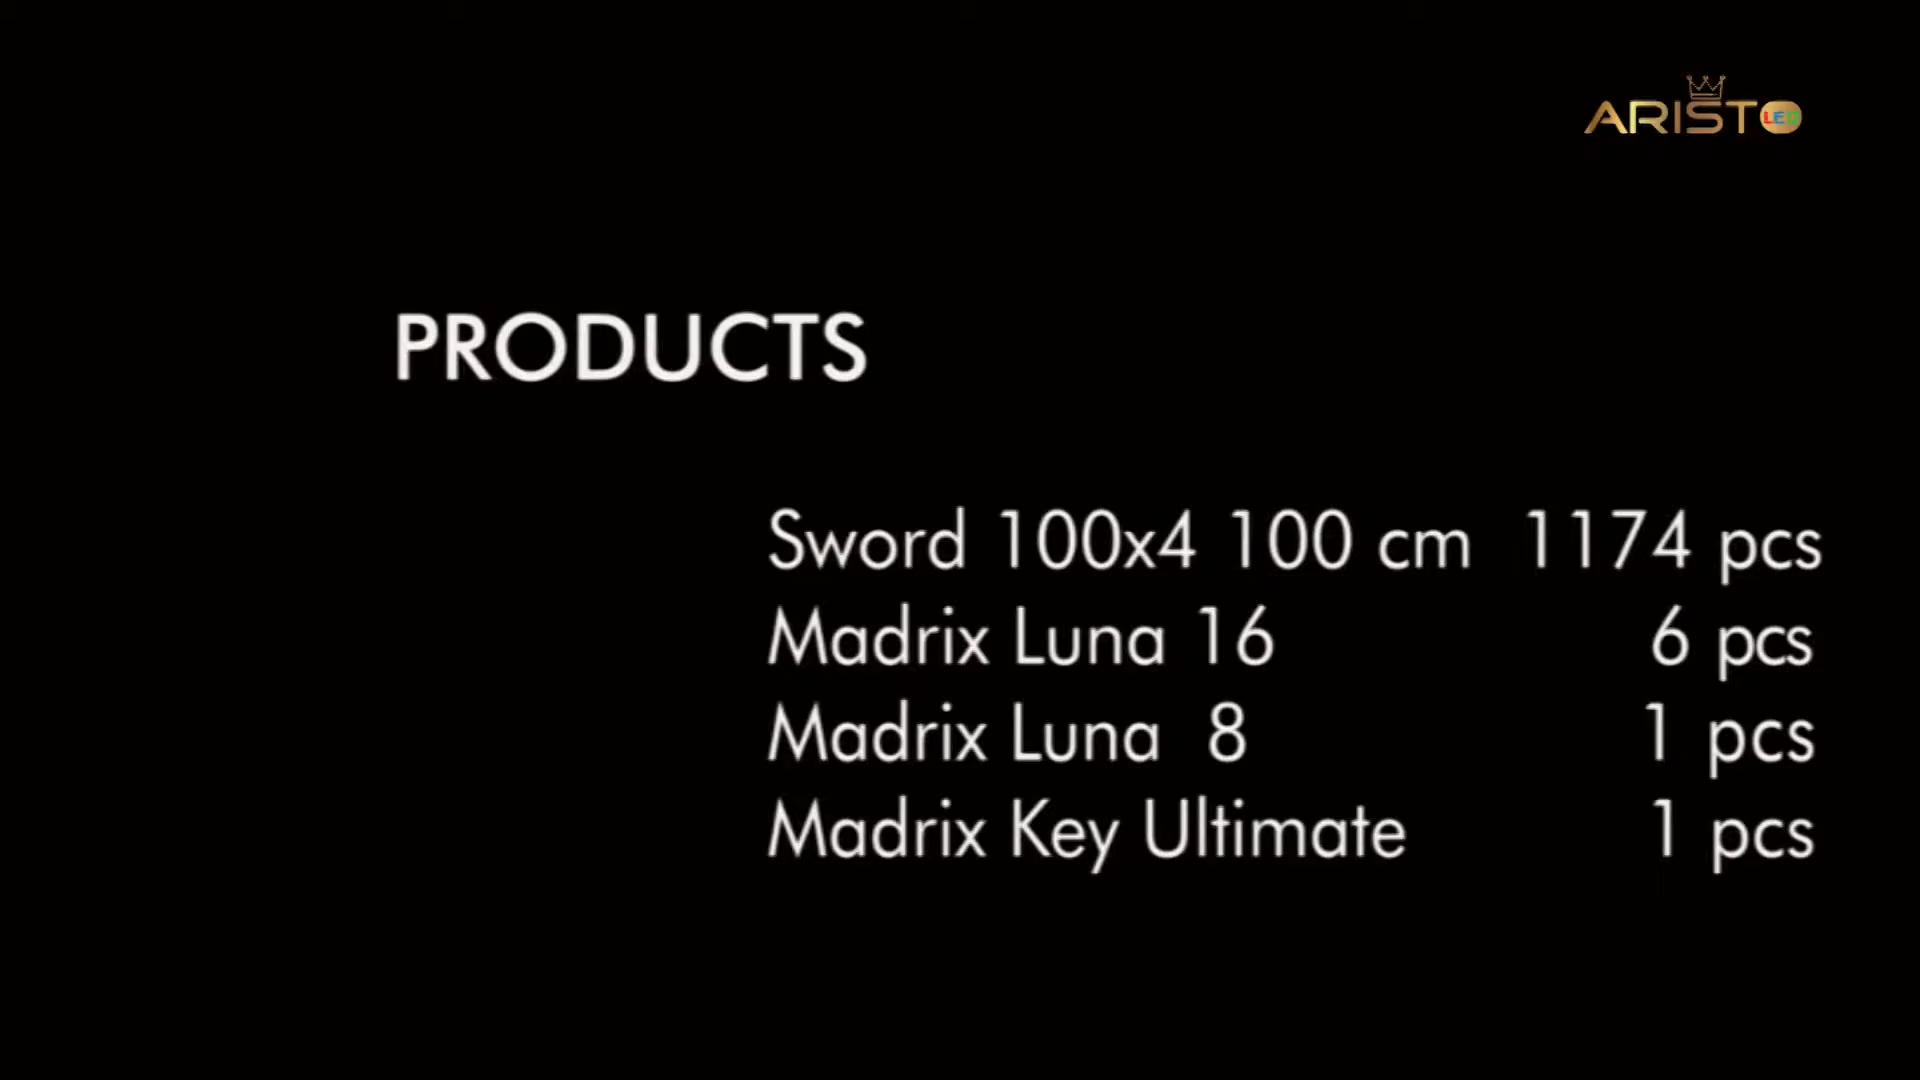 ARISTO LED
PRODUCTS
Sword 100x4 100 cm 1174 pcs
Madrix Luna 16 6 pcs
Madrix Luna 8 1 pcs
Madrix Key Ultimate 1 pcs